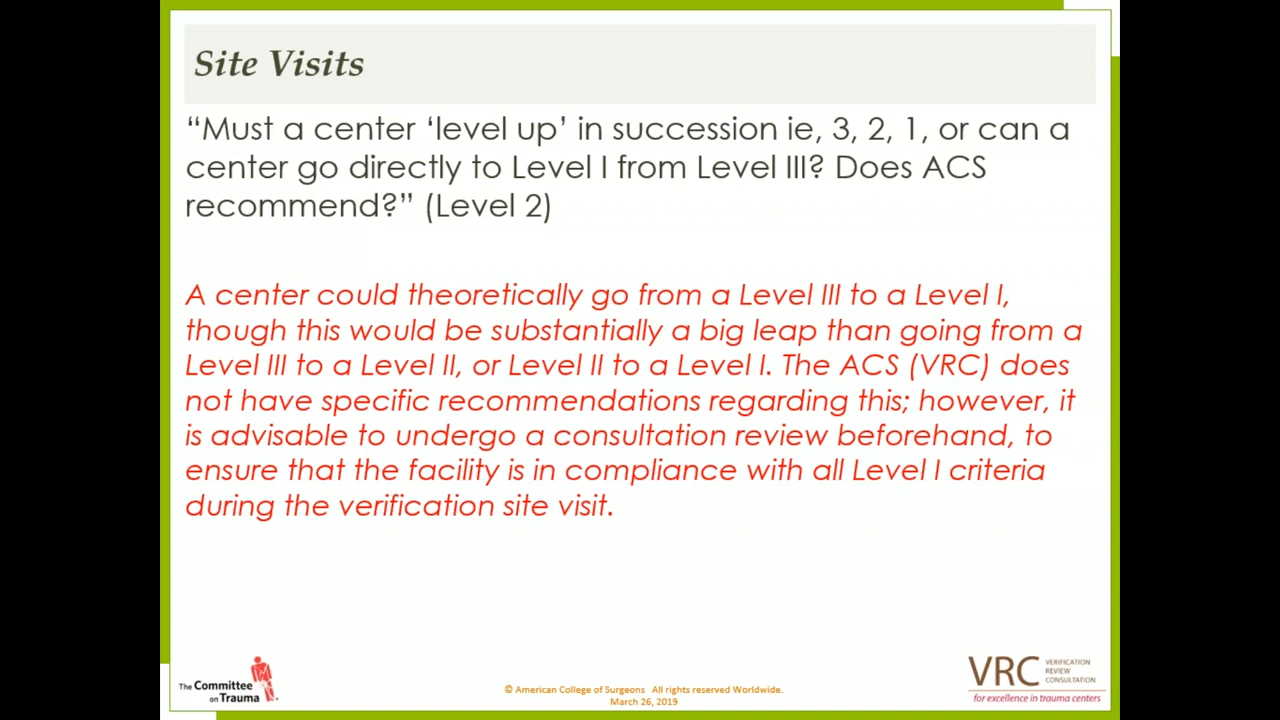 Site Visits
“Must a center ‘level up’ in succession ie, 3, 2, 1, or can a
center go directly to Level I from Level III? Does ACS
recommend?” (Level 2)
A center could theoretically go from a Level III to a Level I,
though this would be substantially a big leap than going from a
Level III to a Level II, or Level II to a Level I. The ACS (VRC) does
not have specific recommendations regarding this; however, it
is advisable to undergo a consultation review beforehand, to
ensure that the facility is in compliance with all Level I criteria
during the verification site visit.
The Committee
on Trauma
© American College of Surgeons All rights reserved Worldwide.
March 26, 2019
VRC
VERIFICATION
REVIEW
CONSULTATION
for excellence in trauma centers